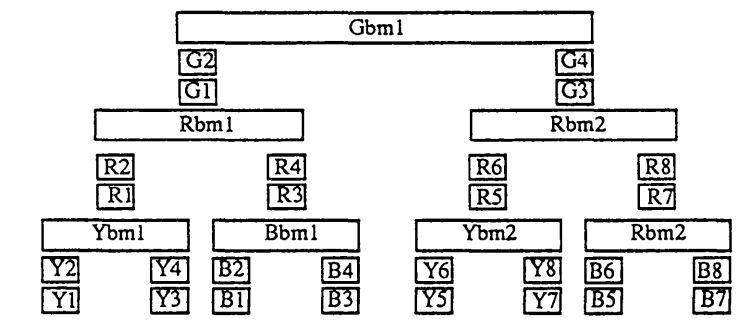 Gbm1
G2 G4
G1 G3
Rbm1 Rbm2
R2 R4 R6 R8
R1 R3 R5 R7
Ybm1 Bbm1 Ybm2 Rbm2
Y2 Y4 B2 B4 Y6 Y8 B6 B8
Y1 Y3 B1 B3 Y5 Y7 B5 B7